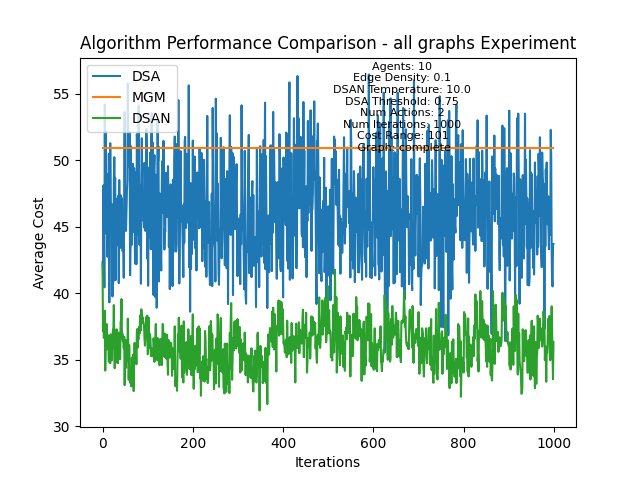 Algorithm Performance Comparison - all graphs Experiment
DSA
MGM
DSAN
Agents: 10
Edge Density: 0.1
DSAN Temperature: 10.0
DSA Threshold: 0.75
Num Actions: 2
Num Iterations: 1000
Cost Range: 101
Graph: complete
Average Cost
55
50
45
40
35
30
0
200
400
600
800
1000
Iterations